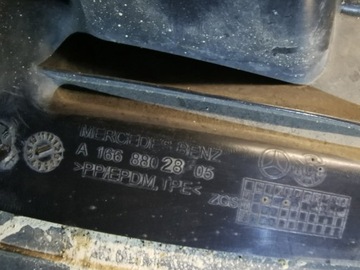 MERCEDES BENZ
A 166 880 28 05
>PP/EPDM,TPE<